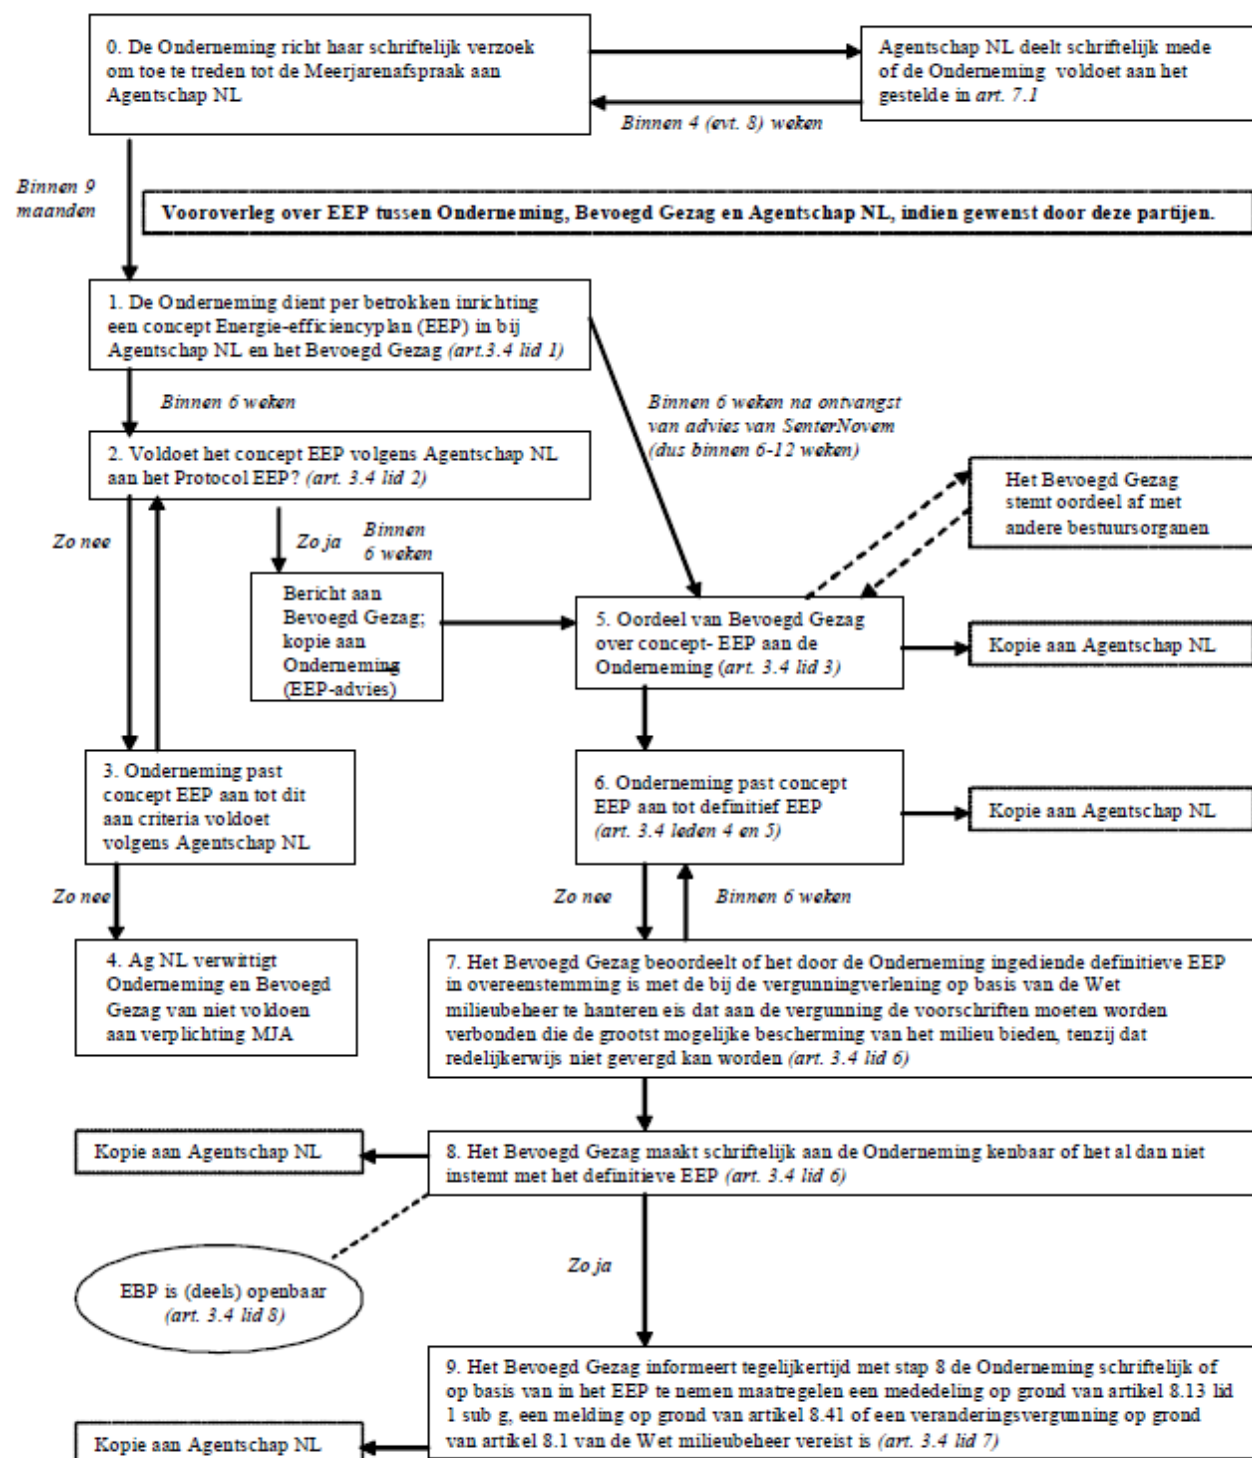 0. De Onderneming richt haar schriftelijk verzoek
om toe te treden tot de Meerjarenafspraak aan
Agentschap NL
Agentschap NL deelt schriftelijk mede
of de Onderneming voldoet aan het
gestelde in art. 7.1
Binnen 4 (evt. 8) weken
Binnen 9
maanden
Vooroverleg over EEP tussen Onderneming, Bevoegd Gezag en Agentschap NL, indien gewenst door deze partijen.
1. De Onderneming dient per betrokken inrichting
een concept Energie-efficiencyplan (EEP) in bij
Agentschap NL en het Bevoegd Gezag (art.3.4 lid 1)
Binnen 6 weken
Binnen 6 weken na ontvangst
van advies van SenterNovem
(dus binnen 6-12 weken)
2. Voldoet het concept EEP volgens Agentschap NL
aan het Protocol EEP? (art. 3.4 lid 2)
Het Bevoegd Gezag
stemt oordeel af met
andere bestuursorganen
Zo nee
Zo ja
Binnen
6 weken
Bericht aan
Bevoegd Gezag;
kopie aan
Onderneming
(EEP-advies)
5. Oordeel van Bevoegd Gezag
over concept- EEP aan de
Onderneming (art. 3.4 lid 3)
Kopie aan Agentschap NL
3. Onderneming past
concept EEP aan tot dit
aan criteria voldoet
volgens Agentschap NL
6. Onderneming past concept
EEP aan tot definitief EEP
(art. 3.4 leden 4 en 5)
Kopie aan Agentschap NL
Zo nee
Zo nee
Binnen 6 weken
4. Ag NL verwittigt
Onderneming en Bevoegd
Gezag van niet voldoen
aan verplichting MJA
7. Het Bevoegd Gezag beoordeelt of het door de Onderneming ingediende definitieve EEP
in overeenstemming is met de bij de vergunningverlening op basis van de Wet
milieubeheer te hanteren eis dat aan de vergunning de voorschriften moeten worden
verbonden die de grootst mogelijke bescherming van het milieu bieden, tenzij dat
redelijkerwijs niet gevergd kan worden (art. 3.4 lid 6)
Kopie aan Agentschap NL
8. Het Bevoegd Gezag maakt schriftelijk aan de Onderneming kenbaar of het al dan niet
instemt met het definitieve EEP (art. 3.4 lid 6)
Zo ja
EBP is (deels) openbaar
(art. 3.4 lid 8)
9. Het Bevoegd Gezag informeert tegelijkertijd met stap 8 de Onderneming schriftelijk of
op basis van in het EEP te nemen maatregelen een mededeling op grond van artikel 8.13 lid
1 sub g, een melding op grond van artikel 8.41 of een veranderingsvergunning op grond
van artikel 8.1 van de Wet milieubeheer vereist is (art. 3.4 lid 7)
Kopie aan Agentschap NL